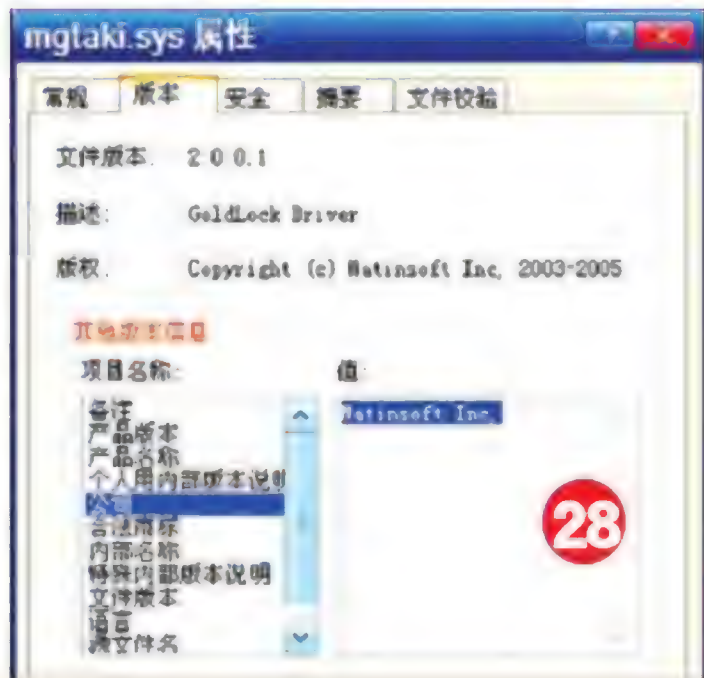 mgtaki.sys 属性
常规 版本 安全 摘要 文件校验
文件版本: 2.0.0.1
描述: GoldLock Driver
版权: Copyright (c) Watinsoft Inc, 2003-2005
其他版本信息
项目名称: 值:
备注 Watinsoft Inc.
产品版本
产品名称
个人用内部版本说明
公司
合法商标
内部名称
特殊内部版本说明
文件版本
语言
源文件名
28